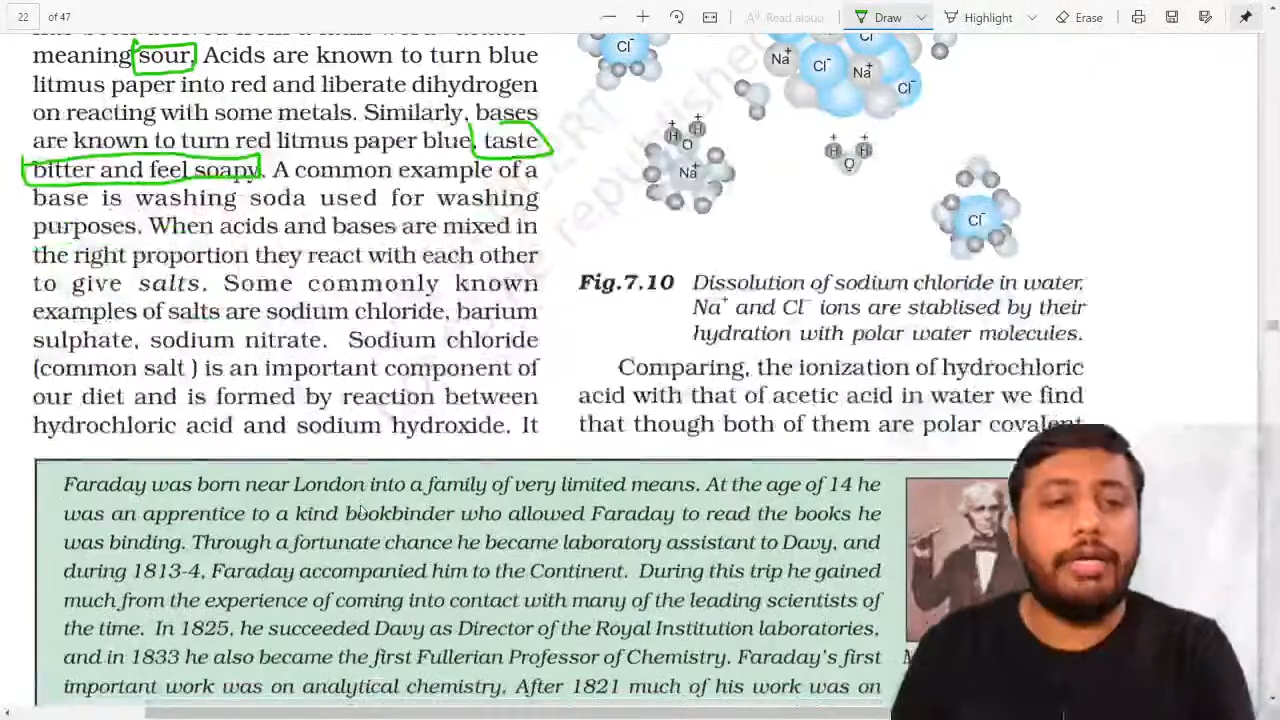 22 of 47
Read aloud
Draw
Highlight
Erase
meaning sour. Acids are known to turn blue
litmus paper into red and liberate dihydrogen
on reacting with some metals. Similarly, bases
are known to turn red litmus paper blue, taste
bitter and feel soapy. A common example of a
base is washing soda used for washing
purposes. When acids and bases are mixed in
the right proportion they react with each other
to give salts. Some commonly known
examples of salts are sodium chloride, barium
sulphate, sodium nitrate. Sodium chloride
(common salt ) is an important component of
our diet and is formed by reaction between
hydrochloric acid and sodium hydroxide. It
Cl⁻
Cl⁻
Na⁺
Cl⁻
Na⁺
Cl⁻
+ +
H H
O
Na⁺
+ +
H H
O
Cl⁻
Fig.7.10 Dissolution of sodium chloride in water.
Na⁺ and Cl⁻ ions are stablised by their
hydration with polar water molecules.
Comparing, the ionization of hydrochloric
acid with that of acetic acid in water we find
that though both of them are polar covalent
Faraday was born near London into a family of very limited means. At the age of 14 he
was an apprentice to a kind bookbinder who allowed Faraday to read the books he
was binding. Through a fortunate chance he became laboratory assistant to Davy, and
during 1813-4, Faraday accompanied him to the Continent. During this trip he gained
much from the experience of coming into contact with many of the leading scientists of
the time. In 1825, he succeeded Davy as Director of the Royal Institution laboratories,
and in 1833 he also became the first Fullerian Professor of Chemistry. Faraday's first
important work was on analytical chemistry. After 1821 much of his work was on